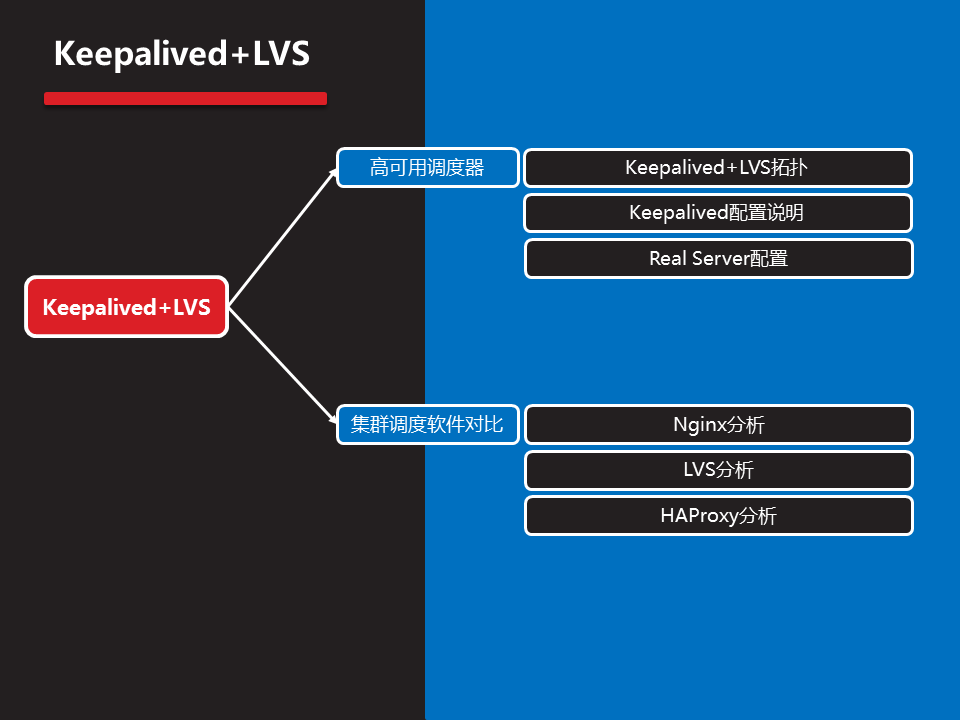 Keepalived+LVS
Keepalived+LVS
高可用调度器
Keepalived+LVS拓扑
Keepalived配置说明
Real Server配置
集群调度软件对比
Nginx分析
LVS分析
HAProxy分析